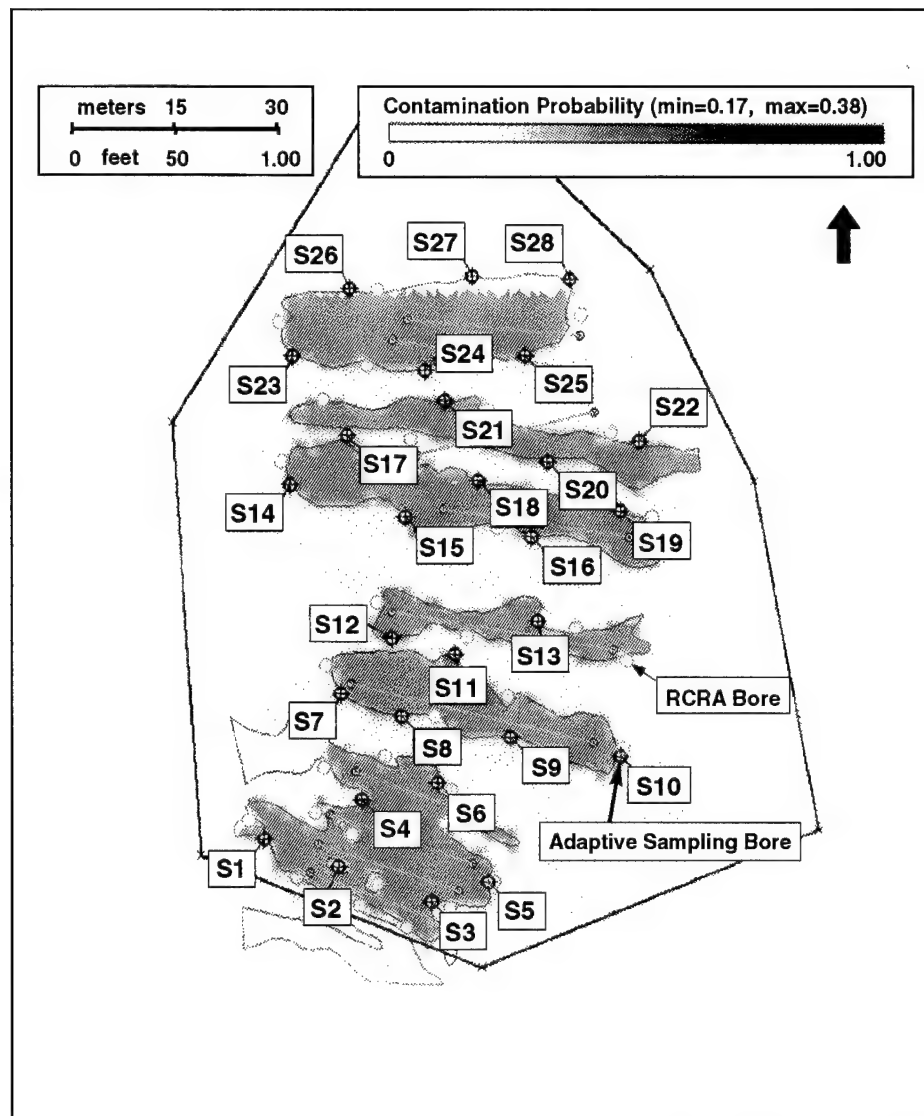 meters 15 30
0 feet 50 1.00
Contamination Probability (min=0.17, max=0.38)
0 1.00
S26
S27
S28
S23
S24
S25
S21
S22
S17
S14
S18
S20
S15
S16
S19
S12
S13
S11
RCRA Bore
S7
S8
S9
S10
S4
S6
Adaptive Sampling Bore
S1
S2
S5
S3